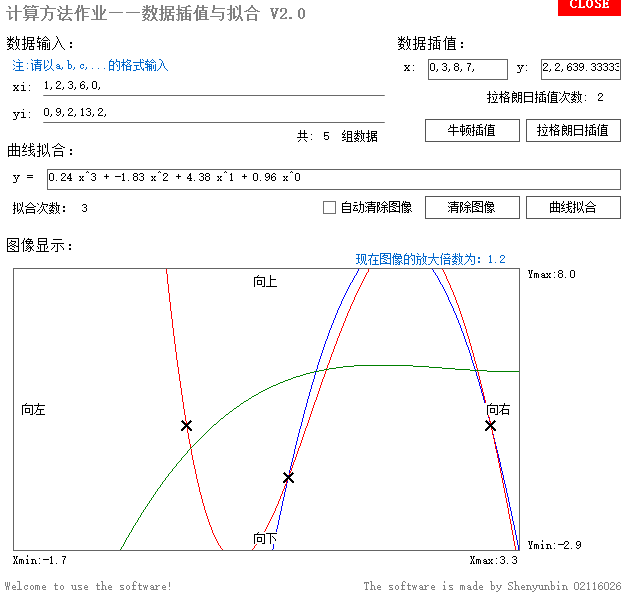 计算方法作业——数据插值与拟合 V2.0
CLOSE
数据输入：
注:请以a,b,c,...的格式输入
xi: 1,2,3,6,0,
yi: 0,9,2,13,2,
共: 5 组数据
数据插值：
x: 0,3,8,7, y: 2,2,639.33333
拉格朗日插值次数: 2
牛顿插值 拉格朗日插值
曲线拟合：
y = 0.24 x^3 + -1.83 x^2 + 4.38 x^1 + 0.96 x^0
拟合次数: 3
自动清除图像 清除图像 曲线拟合
图像显示：
现在图像的放大倍数为: 1.2
向上
Ymax:8.0
向左
向右
向下
Ymin:-2.9
Xmin:-1.7
Xmax:3.3
Welcome to use the software!
The software is made by Shenyunbin 02116026